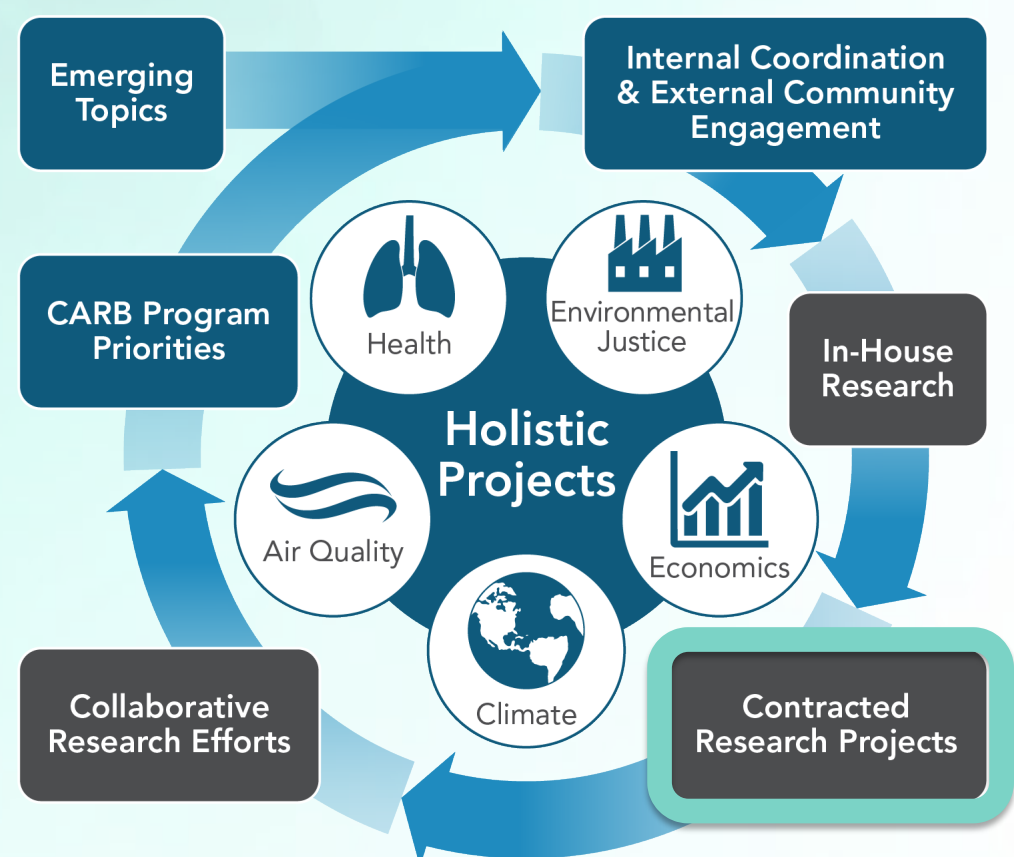 Emerging
Topics
Internal Coordination
& External Community
Engagement
CARB Program
Priorities
Health
Environmental
Justice
In-House
Research
Holistic
Projects
Air Quality
Economics
Climate
Collaborative
Research Efforts
Contracted
Research Projects